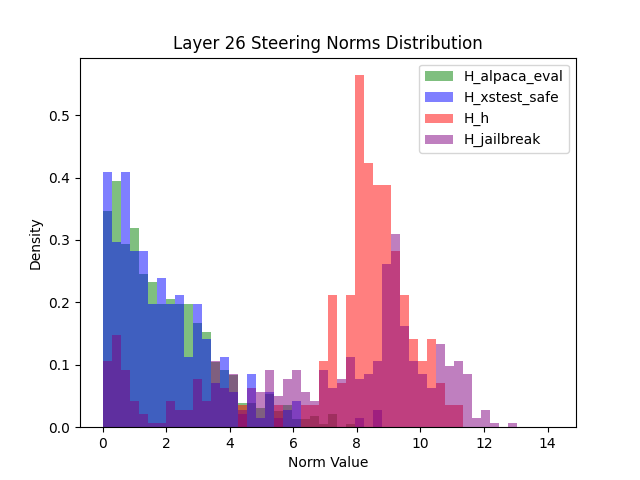 Layer 26 Steering Norms Distribution
H_alpaca_eval
H_xstest_safe
H_h
H_jailbreak
Density
0.5
0.4
0.3
0.2
0.1
0.0
0 2 4 6 8 10 12 14
Norm Value